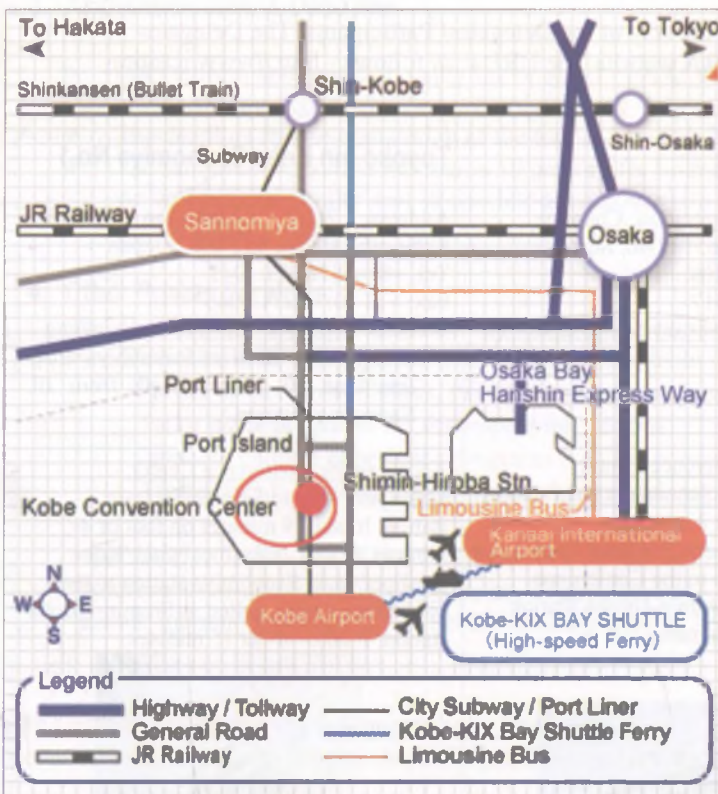 To Hakata
To Tokyo
Shinkansen (Bullet Train)
Shin-Kobe
Shin-Osaka
Subway
JR Railway
Sannomiya
Osaka
Port Liner
Osaka Bay
Hanshin Express Way
Port Island
Shimin-Hiroba Stn.
Kobe Convention Center
Limousine Bus
Kansai International
Airport
N
W E
S
Kobe Airport
Kobe-KIX BAY SHUTTLE
(High-speed Ferry)
Legend
Highway / Tollway
City Subway / Port Liner
General Road
Kobe-KIX Bay Shuttle Ferry
JR Railway
Limousine Bus